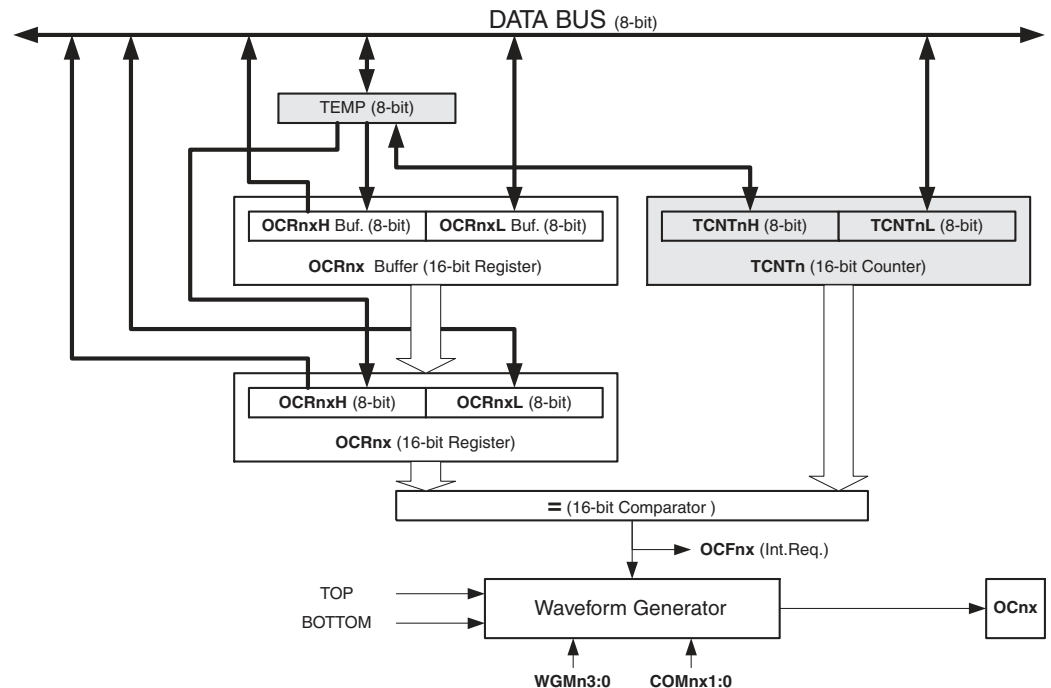 DATA BUS (8-bit)
TEMP (8-bit)
OCRnxH Buf. (8-bit)
OCRnxL Buf. (8-bit)
OCRnx Buffer (16-bit Register)
TCNTnH (8-bit)
TCNTnL (8-bit)
TCNTn (16-bit Counter)
OCRnxH (8-bit)
OCRnxL (8-bit)
OCRnx (16-bit Register)
= (16-bit Comparator )
OCFnx (Int.Req.)
TOP
BOTTOM
Waveform Generator
OCnx
WGMn3:0
COMnx1:0